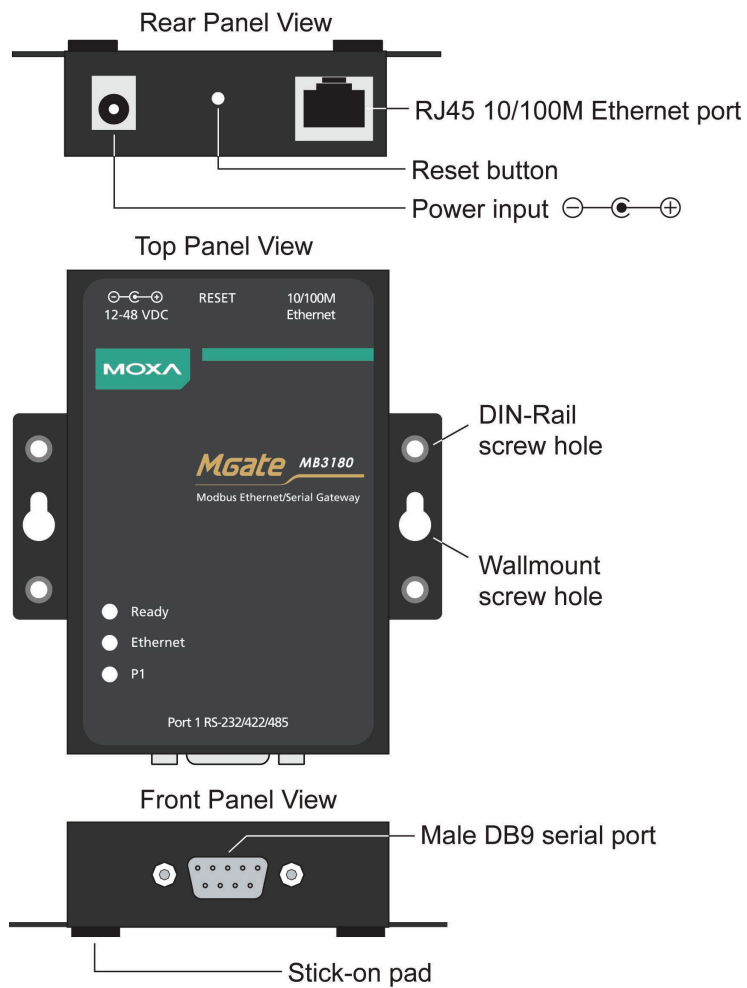 Rear Panel View
RJ45 10/100M Ethernet port
Reset button
Power input
Top Panel View
12-48 VDC
RESET
10/100M
Ethernet
MOXA
DIN-Rail
screw hole
MGate MB3180
Modbus Ethernet/Serial Gateway
Wallmount
screw hole
Ready
Ethernet
P1
Port 1 RS-232/422/485
Front Panel View
Male DB9 serial port
Stick-on pad